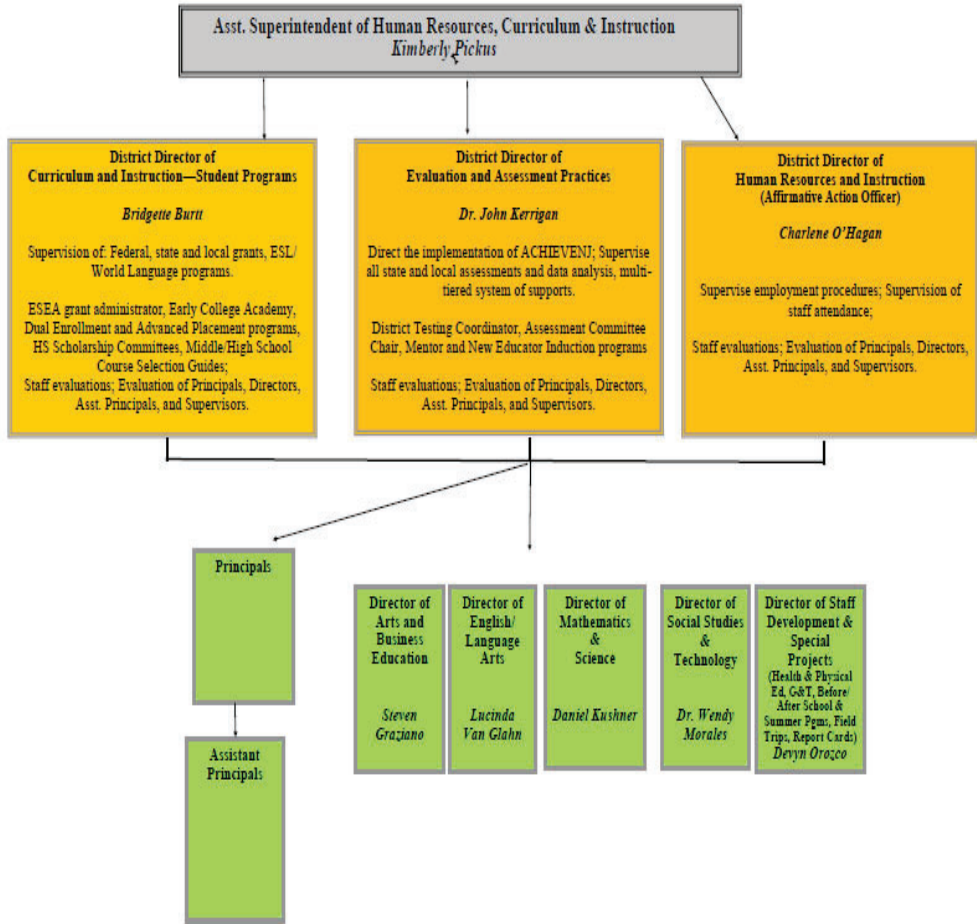 Asst. Superintendent of Human Resources, Curriculum & Instruction
Kimberly Pickus
District Director of
Curriculum and Instruction—Student Programs
Bridgette Burtt
Supervision of: Federal, state and local grants, ESL/
World Language programs.
ESEA grant administrator, Early College Academy,
Dual Enrollment and Advanced Placement programs,
HS Scholarship Committees, Middle/High School
Course Selection Guides;
Staff evaluations; Evaluation of Principals, Directors,
Asst. Principals, and Supervisors.
District Director of
Evaluation and Assessment Practices
Dr. John Kerrigan
Direct the implementation of ACHIEVENJ; Supervise
all state and local assessments and data analysis, multi-
tiered system of supports.
District Testing Coordinator, Assessment Committee
Chair, Mentor and New Educator Induction programs
Staff evaluations; Evaluation of Principals, Directors,
Asst. Principals, and Supervisors.
District Director of
Human Resources and Instruction
(Affirmative Action Officer)
Charlene O'Hagan
Supervise employment procedures; Supervision of
staff attendance;
Staff evaluations; Evaluation of Principals, Directors,
Asst. Principals, and Supervisors.
Principals
Assistant
Principals
Director of
Arts and
Business
Education
Steven
Graziano
Director of
English/
Language
Arts
Lucinda
Van Glahn
Director of
Mathematics
&
Science
Daniel Kushner
Director of
Social Studies
&
Technology
Dr. Wendy
Morales
Director of Staff
Development &
Special
Projects
(Health & Physical
Ed, G&T, Before/
After School &
Summer Pgms, Field
Trips, Report Cards)
Devyn Orozco